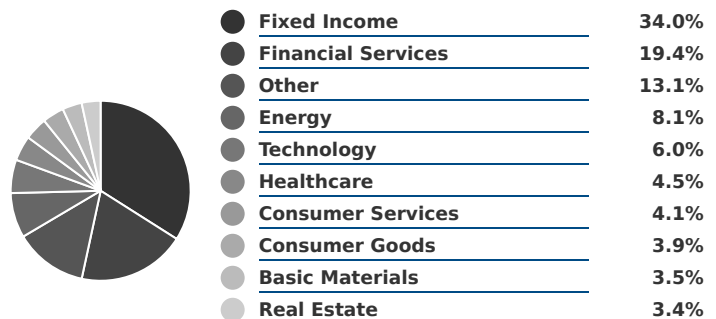 Fixed Income 34.0%
Financial Services 19.4%
Other 13.1%
Energy 8.1%
Technology 6.0%
Healthcare 4.5%
Consumer Services 4.1%
Consumer Goods 3.9%
Basic Materials 3.5%
Real Estate 3.4%